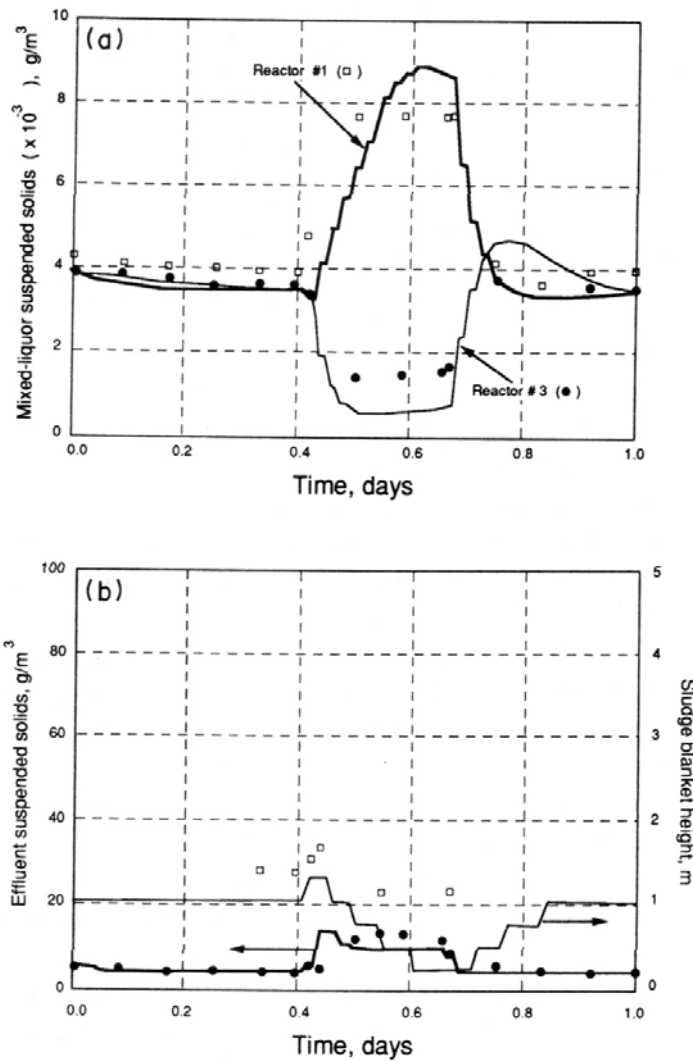 10
(a)
Reactor #1 (□)
8
6
4
2
0
Reactor # 3 (●)
Mixed-liquor suspended solids (x 10⁻³ ), g/m³
0.0 0.2 0.4 0.6 0.8 1.0
Time, days
100
(b)
80
60
40
20
0
Effluent suspended solids, g/m³
5
4
3
2
1
0
Sludge blanket height, m
0.0 0.2 0.4 0.6 0.8 1.0
Time, days